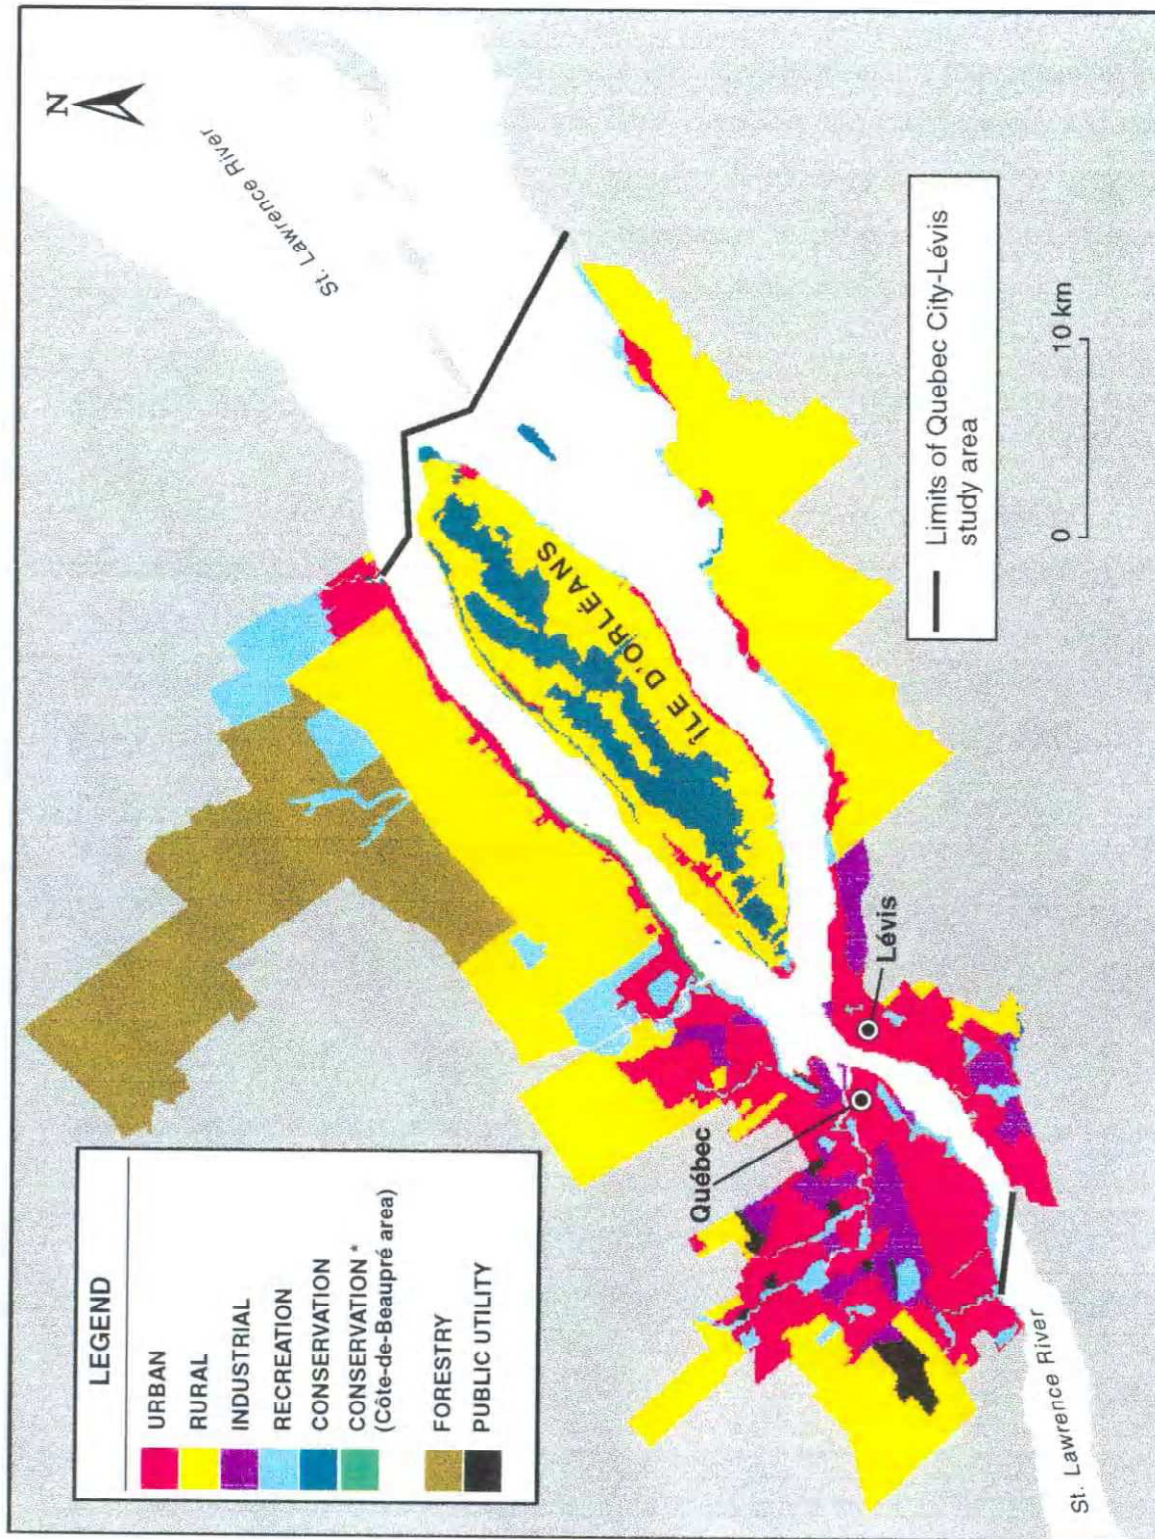 LEGEND
URBAN
RURAL
INDUSTRIAL
RECREATION
CONSERVATION
CONSERVATION *
(Côte-de-Beaupré area)
FORESTRY
PUBLIC UTILITY
N
St. Lawrence River
ÎLE D'ORLÉANS
Québec
Lévis
St. Lawrence River
Limits of Quebec City-Lévis
study area
0 10 km